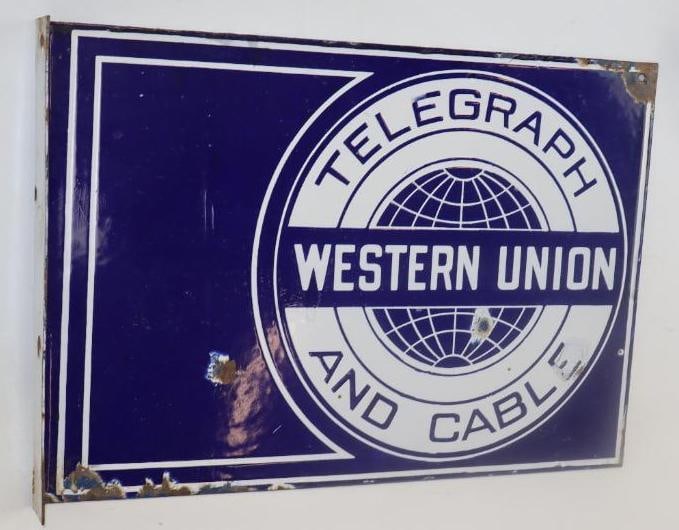 TELEGRAPH
WESTERN UNION
AND CABLE